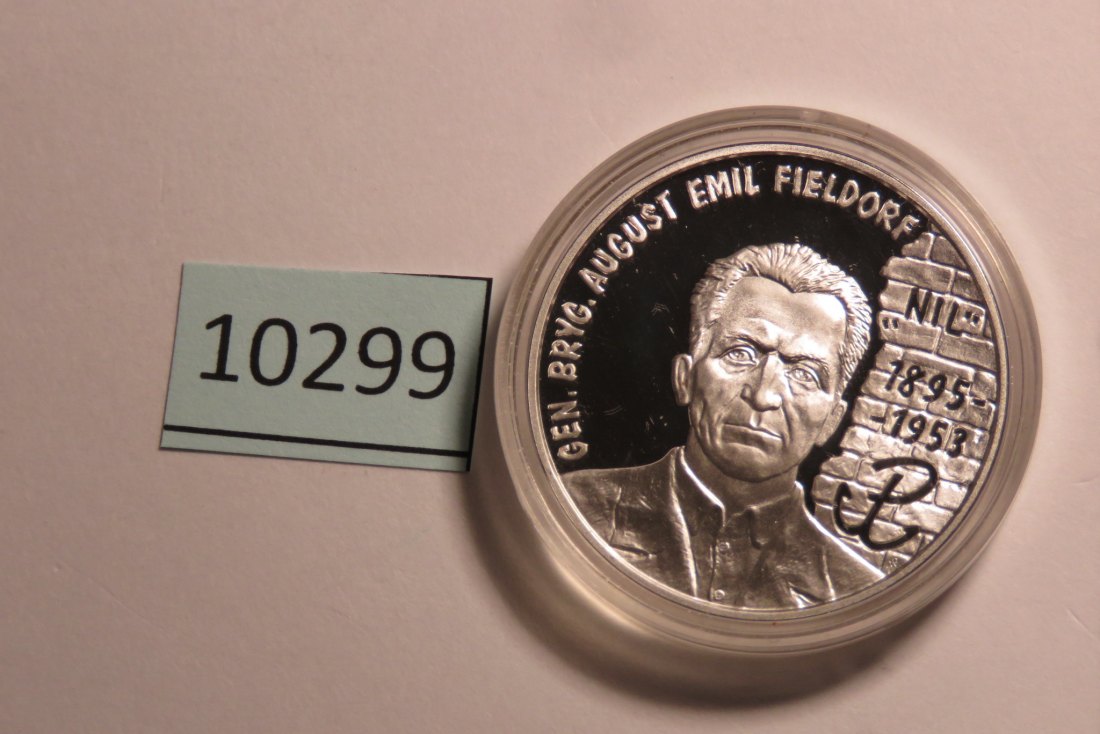 10299
GEN. BRYG. AUGUST EMIL FIELDORF
"NIL"
1895-
1953